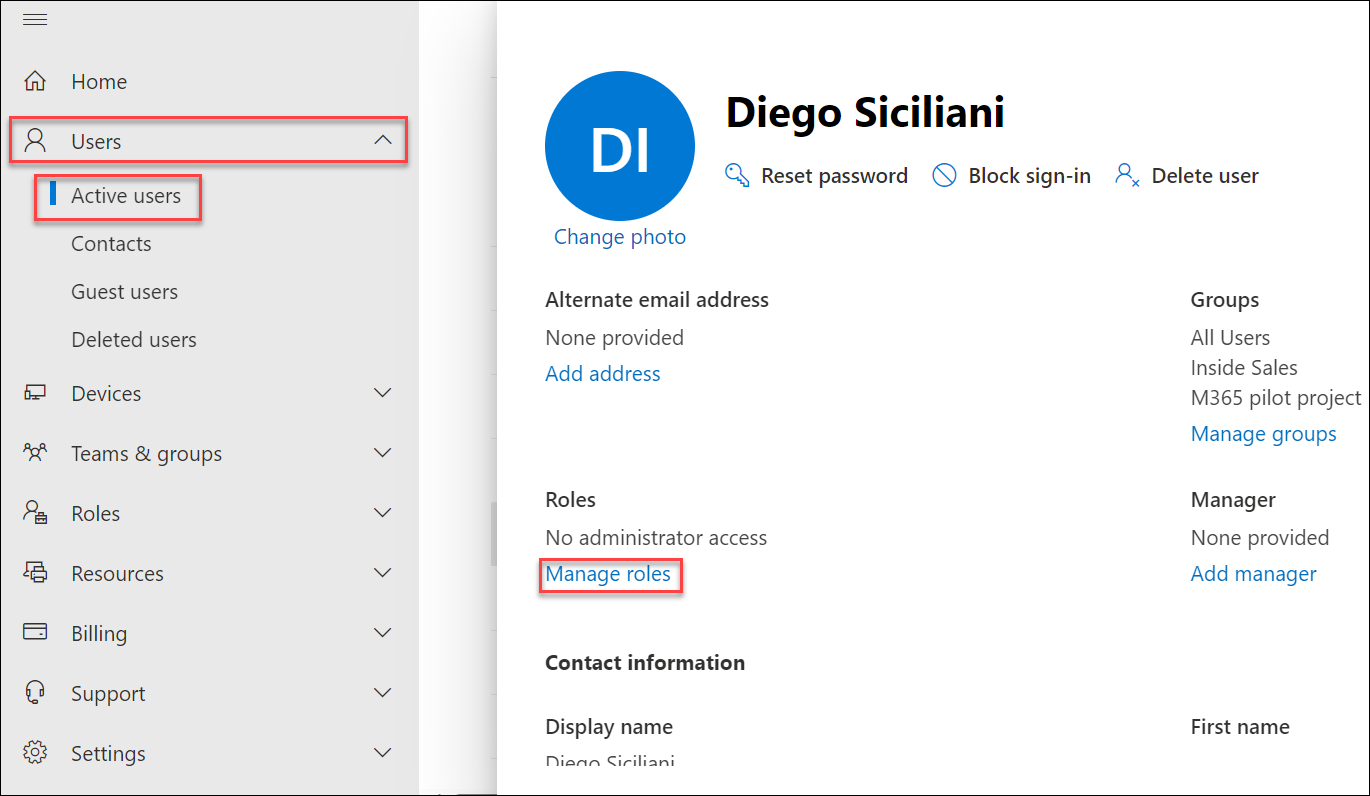 Home
Users
Active users
Contacts
Guest users
Deleted users
Devices
Teams & groups
Roles
Resources
Billing
Support
Settings
DI
Change photo
Diego Siciliani
Reset password
Block sign-in
Delete user
Alternate email address
None provided
Add address
Groups
All Users
Inside Sales
M365 pilot project
Manage groups
Roles
No administrator access
Manage roles
Manager
None provided
Add manager
Contact information
Display name
Diego Siciliani
First name